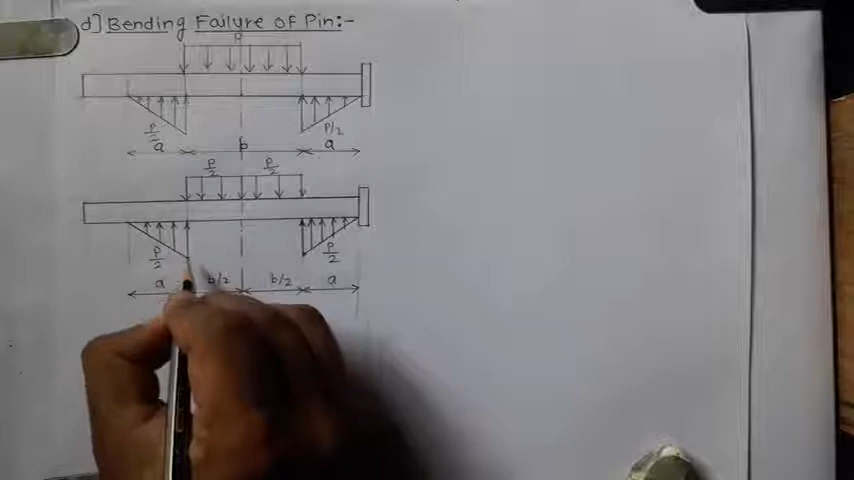 d] Bending Failure of Pin:-
P
P/2 P/2
a b a
P/2 P/2
P/2 P/2
a b/2 b/2 a